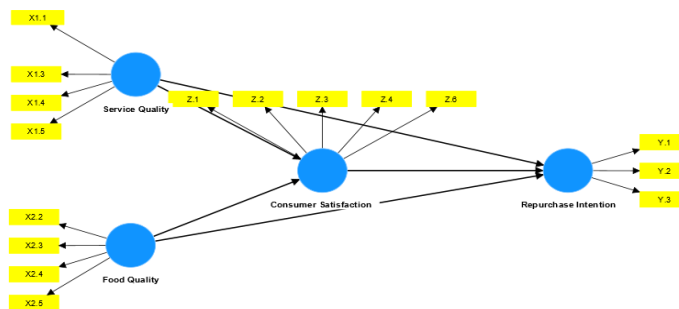 X1.1
X1.3
X1.4
X1.5
Service Quality
Z.1
Z.2
Z.3
Z.4
Z.6
Consumer Satisfaction
Y.1
Y.2
Y.3
Repurchase Intention
X2.2
X2.3
X2.4
X2.5
Food Quality